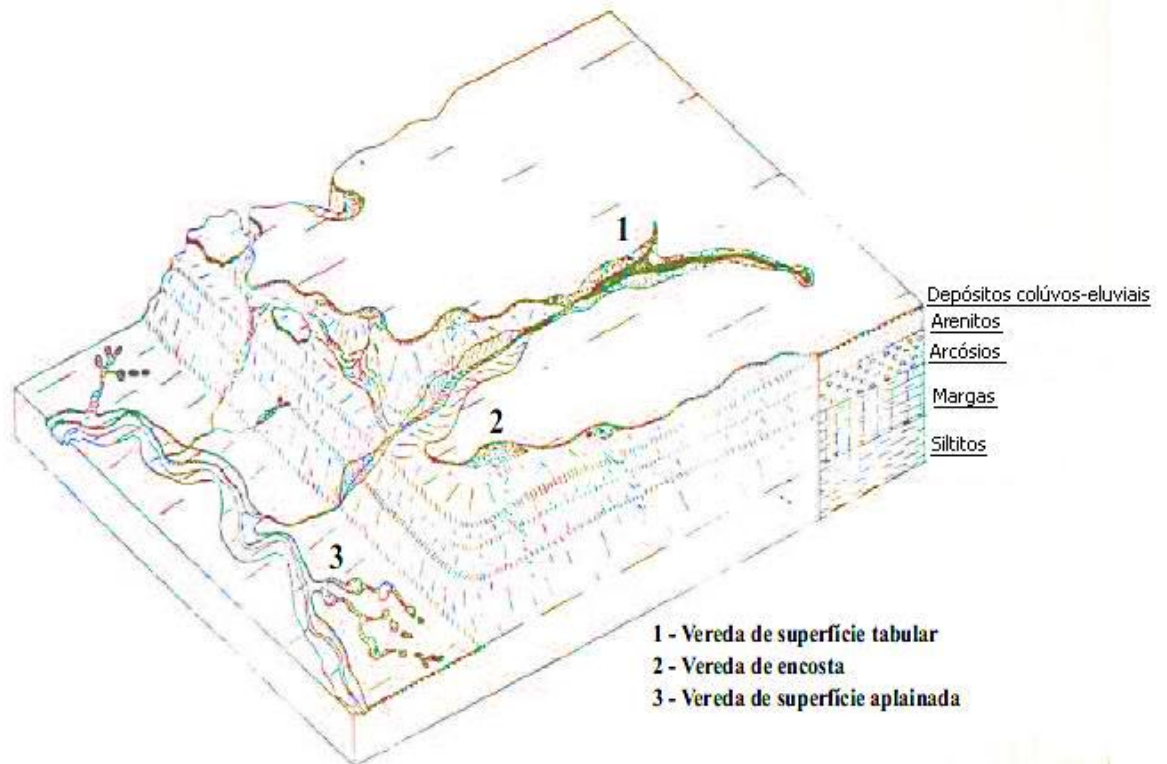 1
Depósitos colúvos-eluviais
Arenitos
Arcósios
2
Margas
Siltitos
3
1 - Vereda de superfície tabular
2 - Vereda de encosta
3 - Vereda de superfície aplainada